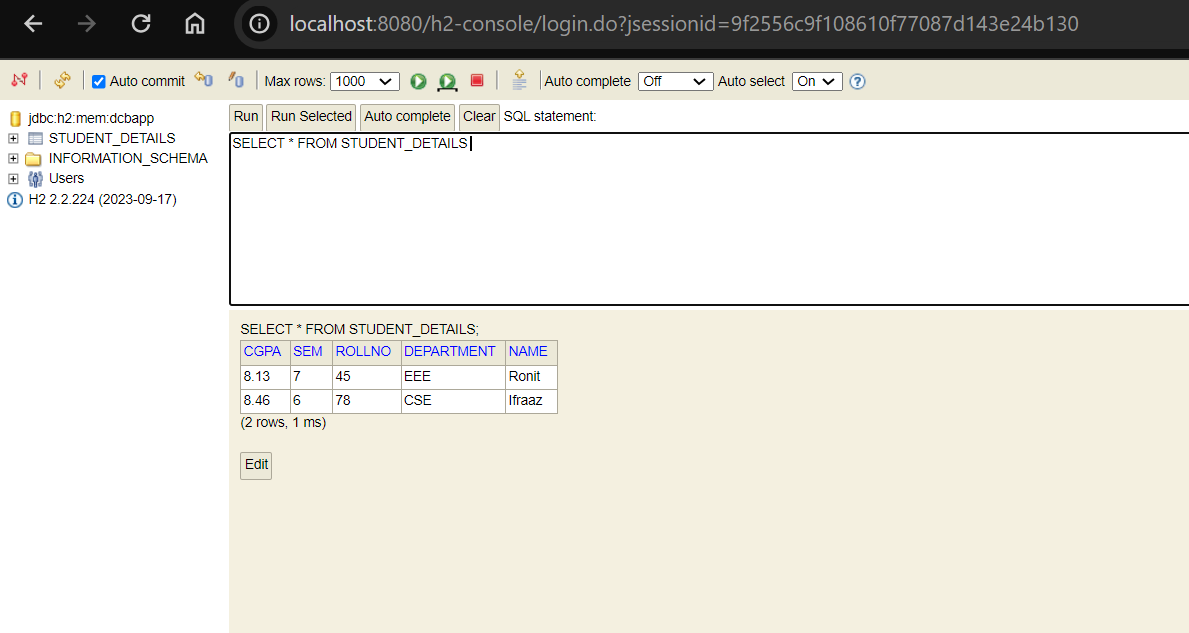 localhost:8080/h2-console/login.do?jsessionid=9f2556c9f108610f77087d143e24b130
Auto commit Max rows: 1000 Auto complete Off Auto select On ?
jdbc:h2:mem:dcbapp
STUDENT_DETAILS
INFORMATION_SCHEMA
Users
H2 2.2.224 (2023-09-17)
Run Run Selected Auto complete Clear SQL statement:
SELECT * FROM STUDENT_DETAILS
SELECT * FROM STUDENT_DETAILS;
CGPA SEM ROLLNO DEPARTMENT NAME
8.13 7 45 EEE Ronit
8.46 6 78 CSE Ifraaz
(2 rows, 1 ms)
Edit